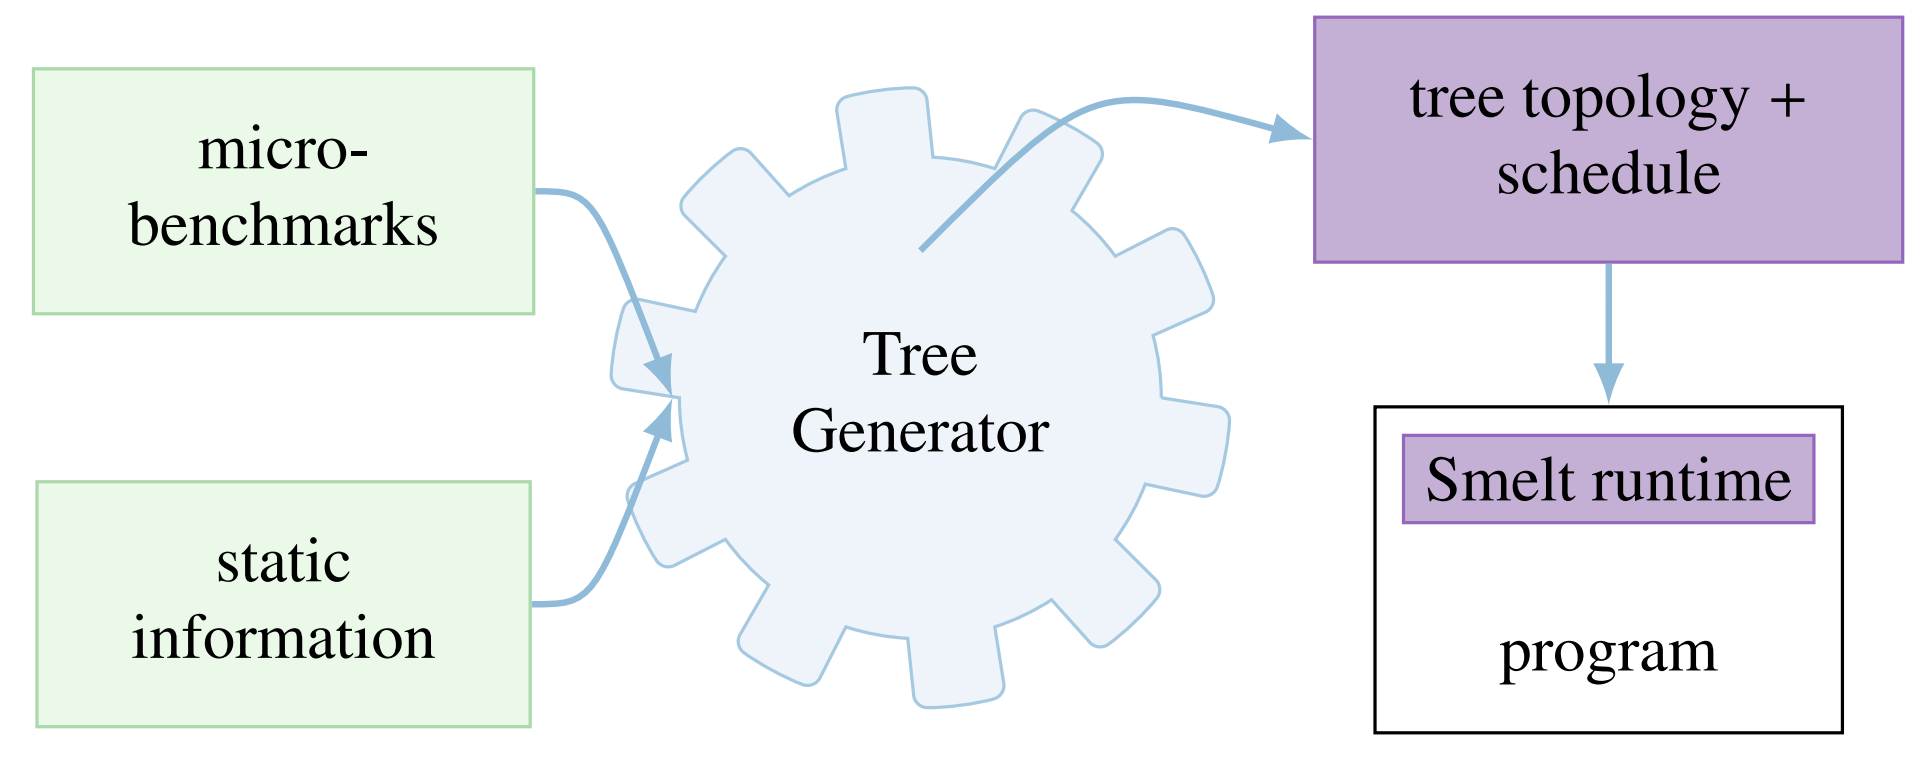 micro-
benchmarks
static
information
Tree
Generator
tree topology +
schedule
Smelt runtime
program